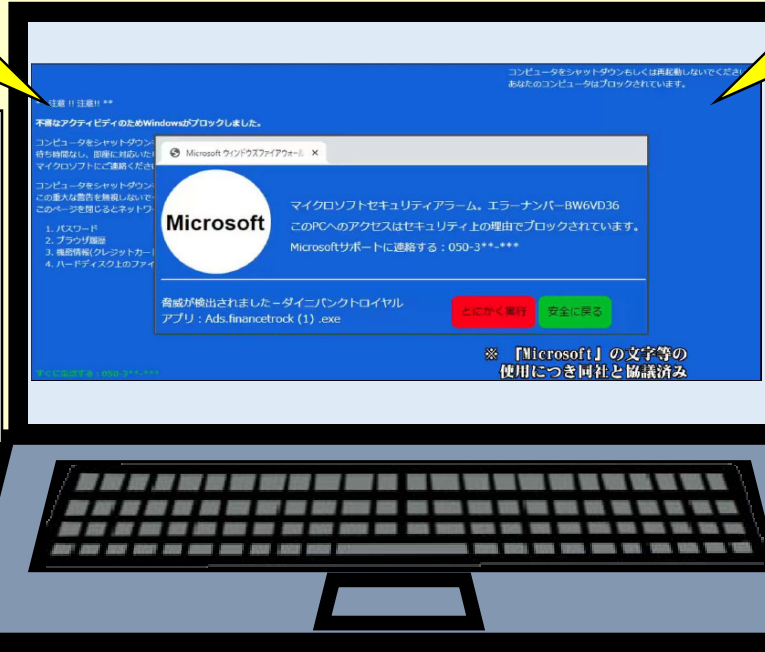 コンピュータをシャットダウンもしくは再起動しないでください
あなたのコンピュータはブロックされています。
注意 !! 注意!! **
不審なアクティビティのためWindowsがブロックしました。
コンピュータをシャットダウン
待ち時間なし、即座に対応いた
マイクロソフトにご連絡くださ
コンピュータをシャットダウン
この重大な警告を無視しないで
このページを閉じるとネットワ
1. パスワード
2. ブラウザ履歴
3. 機密情報(クレジットカー
4. ハードディスク上のファイ
Microsoft ウィンドウズファイアウォール ×
Microsoft
マイクロソフトセキュリティアラーム。エラーナンバーBW6VD36
このPCへのアクセスはセキュリティ上の理由でブロックされています。
Microsoftサポートに連絡する:050-3**-***
脅威が検出されました－ダイニバンクトロイヤル
アプリ:Ads.financetrock (1) .exe
とにかく実行
安全に戻る
すぐに電話する:050-3**-***
※ 『Microsoft』の文字等の
使用につき同社と協議済み